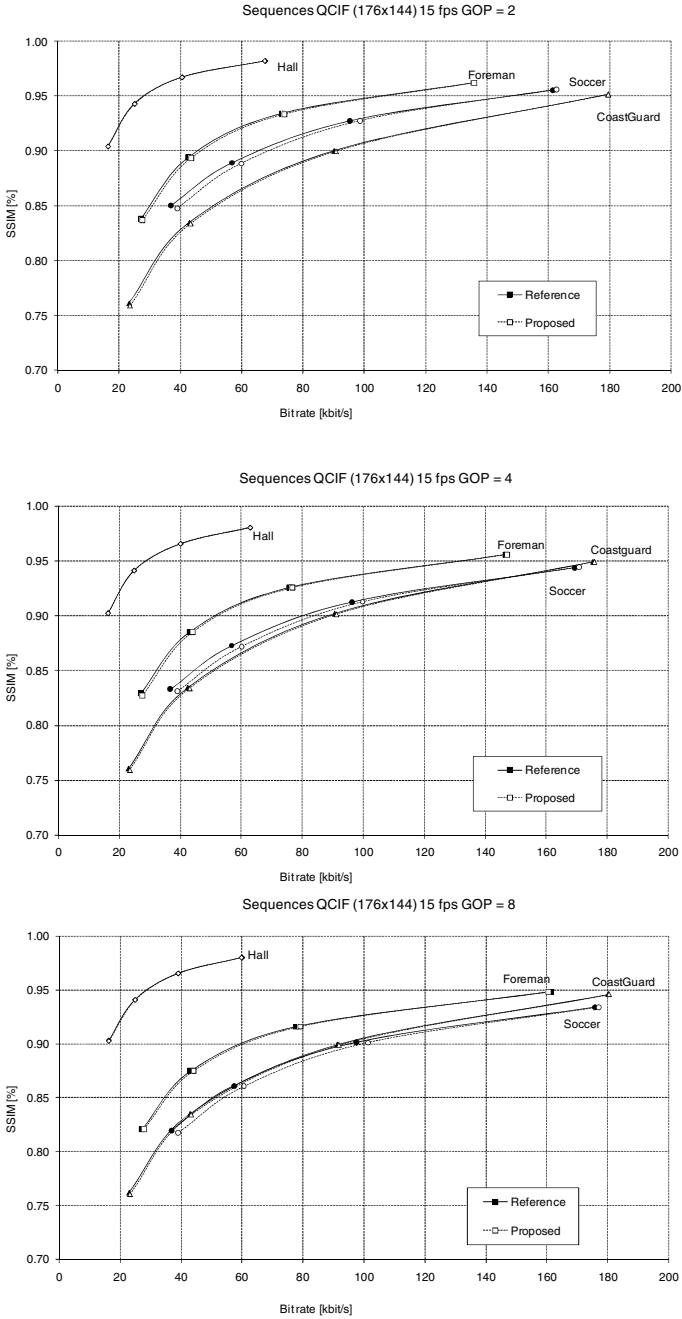 Sequences QCIF (176x144) 15 fps GOP = 2
1.00
0.95
0.90
0.85
0.80
0.75
0.70
SSIM [%]
Hall
Foreman
Soccer
CoastGuard
Reference
Proposed
0 20 40 60 80 100 120 140 160 180 200
Bitrate [kbit/s]
Sequences QCIF (176x144) 15 fps GOP = 4
1.00
0.95
0.90
0.85
0.80
0.75
0.70
SSIM [%]
Hall
Foreman
Coastguard
Soccer
Reference
Proposed
0 20 40 60 80 100 120 140 160 180 200
Bitrate [kbit/s]
Sequences QCIF (176x144) 15 fps GOP = 8
1.00
0.95
0.90
0.85
0.80
0.75
0.70
SSIM [%]
Hall
Foreman
CoastGuard
Soccer
Reference
Proposed
0 20 40 60 80 100 120 140 160 180 200
Bitrate [kbit/s]